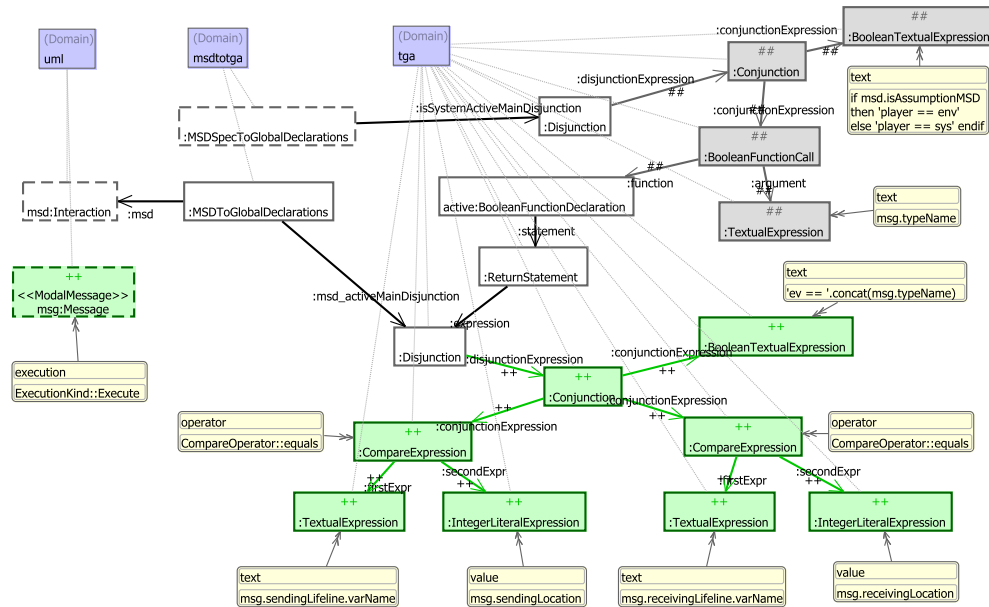 (Domain)
uml
(Domain)
msdtotga
(Domain)
tga
:conjunctionExpression
##
##
:BooleanTextualExpression
##
:Conjunction
text
if msd.isAssumptionMSD
then 'player == env'
else 'player == sys' endif
:disjunctionExpression
##
:isSystemActiveMainDisjunction
:MSDSpecToGlobalDeclarations
:Disjunction
:conjunctionExpression
##
##
:BooleanFunctionCall
##
:function
:argument
##
msd:Interaction
:msd
:MSDToGlobalDeclarations
active:BooleanFunctionDeclaration
##
:TextualExpression
text
msg.typeName
:statement
:ReturnStatement
++
<<ModalMessage>>
msg:Message
:msd_activeMainDisjunction
text
'ev == '.concat(msg.typeName)
:expression
:Disjunction
++
:BooleanTextualExpression
:disjunctionExpression
++
:conjunctionExpression
++
execution
ExecutionKind::Execute
++
:Conjunction
++
:conjunctionExpression
:conjunctionExpression
++
operator
CompareOperator::equals
++
:CompareExpression
++
:CompareExpression
operator
CompareOperator::equals
++
:firstExpr
:secondExpr
++
:firstExpr
++
:secondExpr
++
++
:TextualExpression
++
:IntegerLiteralExpression
++
:TextualExpression
++
:IntegerLiteralExpression
text
msg.sendingLifeline.varName
value
msg.sendingLocation
text
msg.receivingLifeline.varName
value
msg.receivingLocation